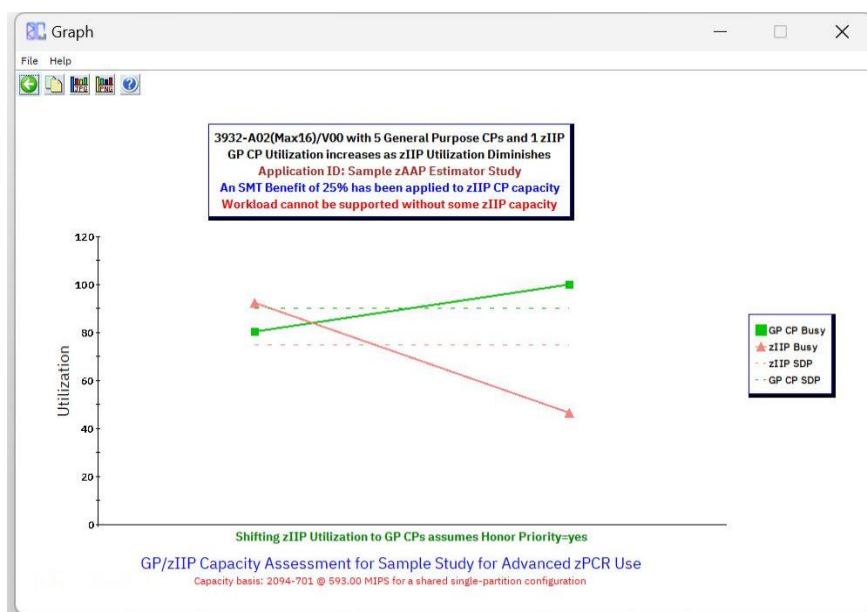 Graph
File Help
3932-A02(Max16)/V00 with 5 General Purpose CPs and 1 zIIP
GP CP Utilization increases as zIIP Utilization Diminishes
Application ID: Sample zAAP Estimator Study
An SMT Benefit of 25% has been applied to zIIP CP capacity
Workload cannot be supported without some zIIP capacity
120
100
80
60
40
20
0
Utilization
GP CP Busy
zIIP Busy
zIIP SDP
GP CP SDP
Shifting zIIP Utilization to GP CPs assumes Honor Priority=yes
GP/zIIP Capacity Assessment for Sample Study for Advanced zPCR Use
Capacity basis: 2094-701 @ 593.00 MIPS for a shared single-partition configuration